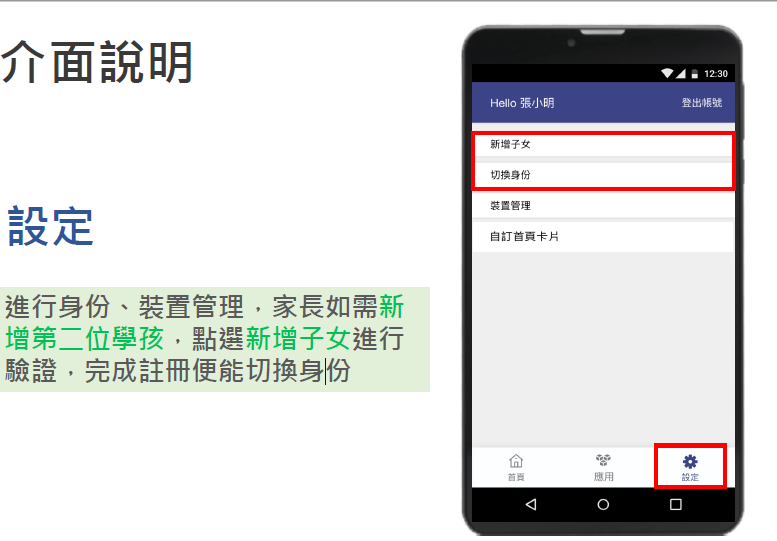 介面說明
設定
進行身份、裝置管理，家長如需新
增第二位學孩，點選新增子女進行
驗證，完成註冊便能切換身份
12:30
Hello 張小明
登出帳號
新增子女
切換身份
裝置管理
自訂首頁卡片
首頁
應用
設定